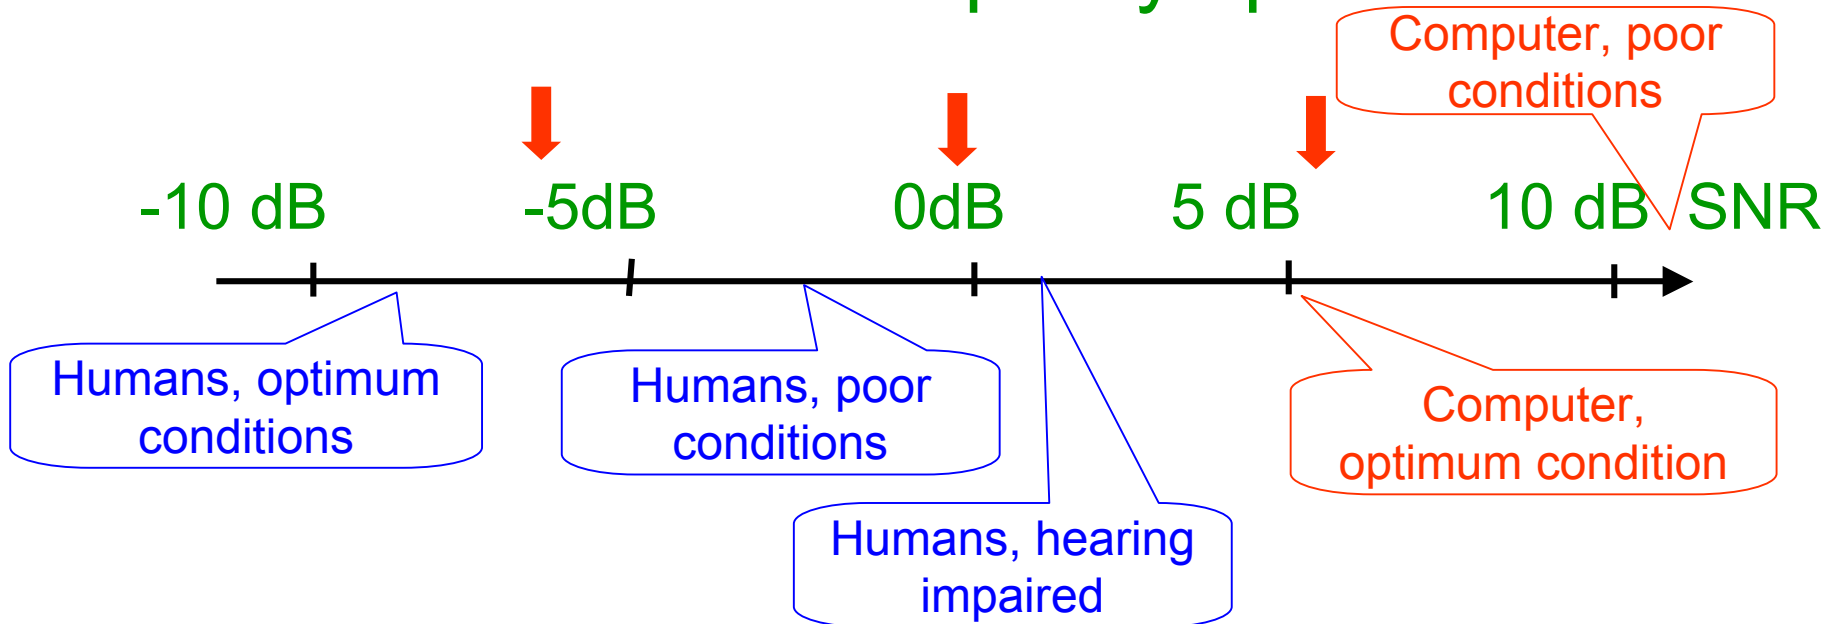 Computer, poor
conditions
-10 dB -5dB 0dB 5 dB 10 dB SNR
Humans, optimum
conditions
Humans, poor
conditions
Computer,
optimum condition
Humans, hearing
impaired